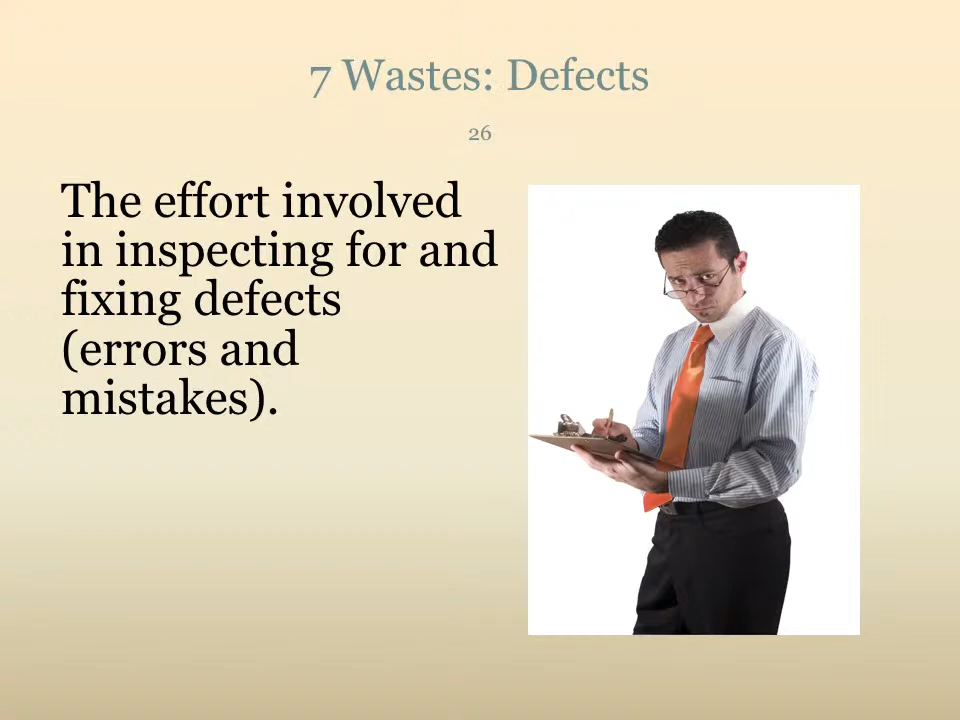 7 Wastes: Defects
26
The effort involved
in inspecting for and
fixing defects
(errors and
mistakes).